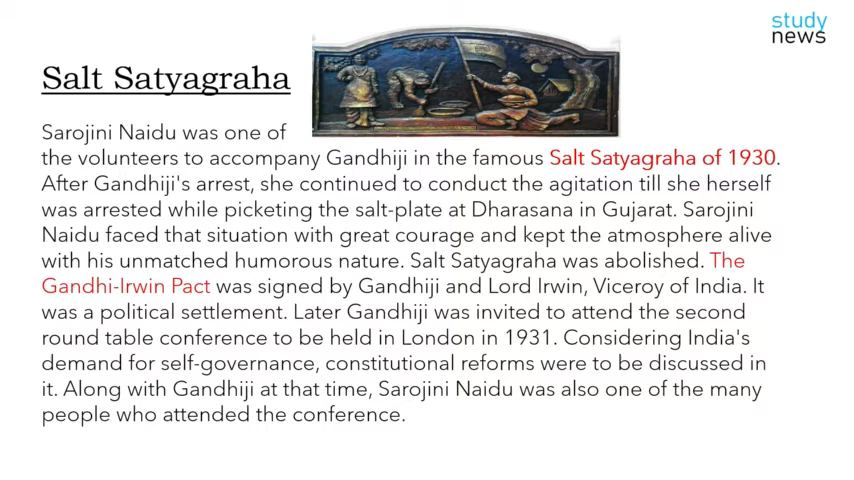 study
news
Salt Satyagraha
Sarojini Naidu was one of
the volunteers to accompany Gandhiji in the famous Salt Satyagraha of 1930.
After Gandhiji's arrest, she continued to conduct the agitation till she herself
was arrested while picketing the salt-plate at Dharasana in Gujarat. Sarojini
Naidu faced that situation with great courage and kept the atmosphere alive
with his unmatched humorous nature. Salt Satyagraha was abolished. The
Gandhi-Irwin Pact was signed by Gandhiji and Lord Irwin, Viceroy of India. It
was a political settlement. Later Gandhiji was invited to attend the second
round table conference to be held in London in 1931. Considering India's
demand for self-governance, constitutional reforms were to be discussed in
it. Along with Gandhiji at that time, Sarojini Naidu was also one of the many
people who attended the conference.